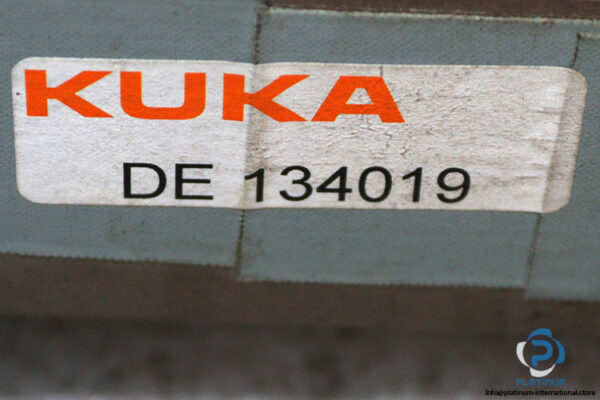 KUKA
DE 134019
PLATINUM
Info@platinum-international.store